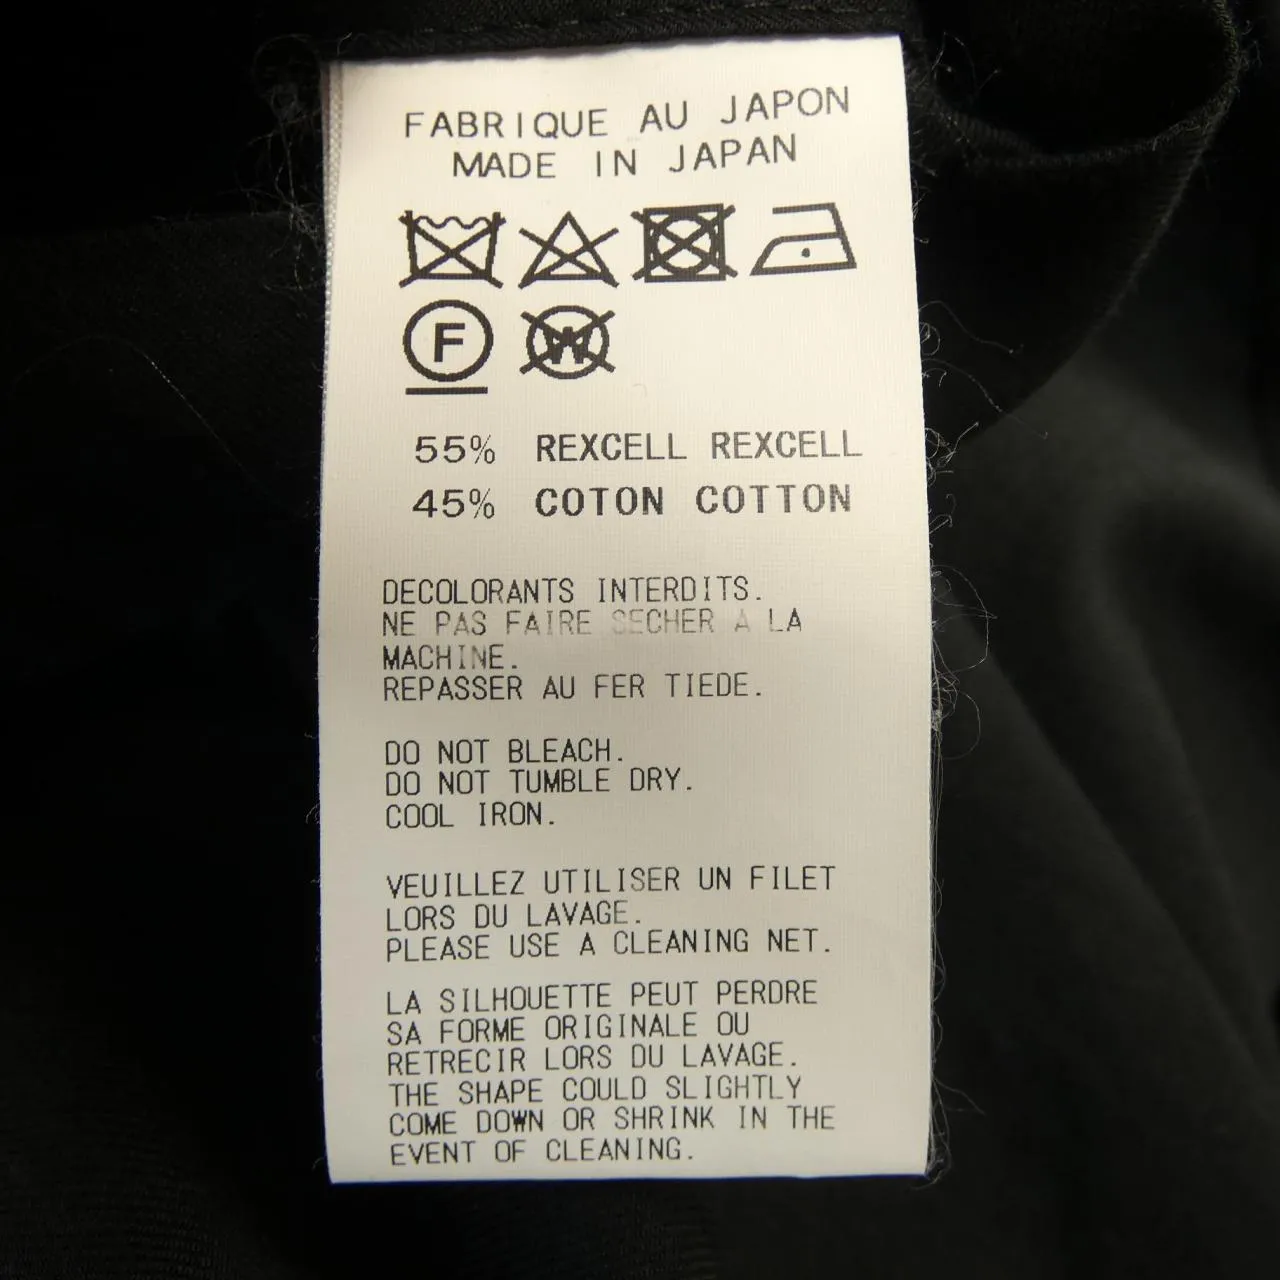 FABRIQUE AU JAPON
MADE IN JAPAN
F W
55% REXCELL REXCELL
45% COTON COTTON
DECOLORANTS INTERDITS.
NE PAS FAIRE SECHER A LA
MACHINE.
REPASSER AU FER TIEDE.
DO NOT BLEACH.
DO NOT TUMBLE DRY.
COOL IRON.
VEUILLEZ UTILISER UN FILET
LORS DU LAVAGE.
PLEASE USE A CLEANING NET.
LA SILHOUETTE PEUT PERDRE
SA FORME ORIGINALE OU
RETRECIR LORS DU LAVAGE.
THE SHAPE COULD SLIGHTLY
COME DOWN OR SHRINK IN THE
EVENT OF CLEANING.